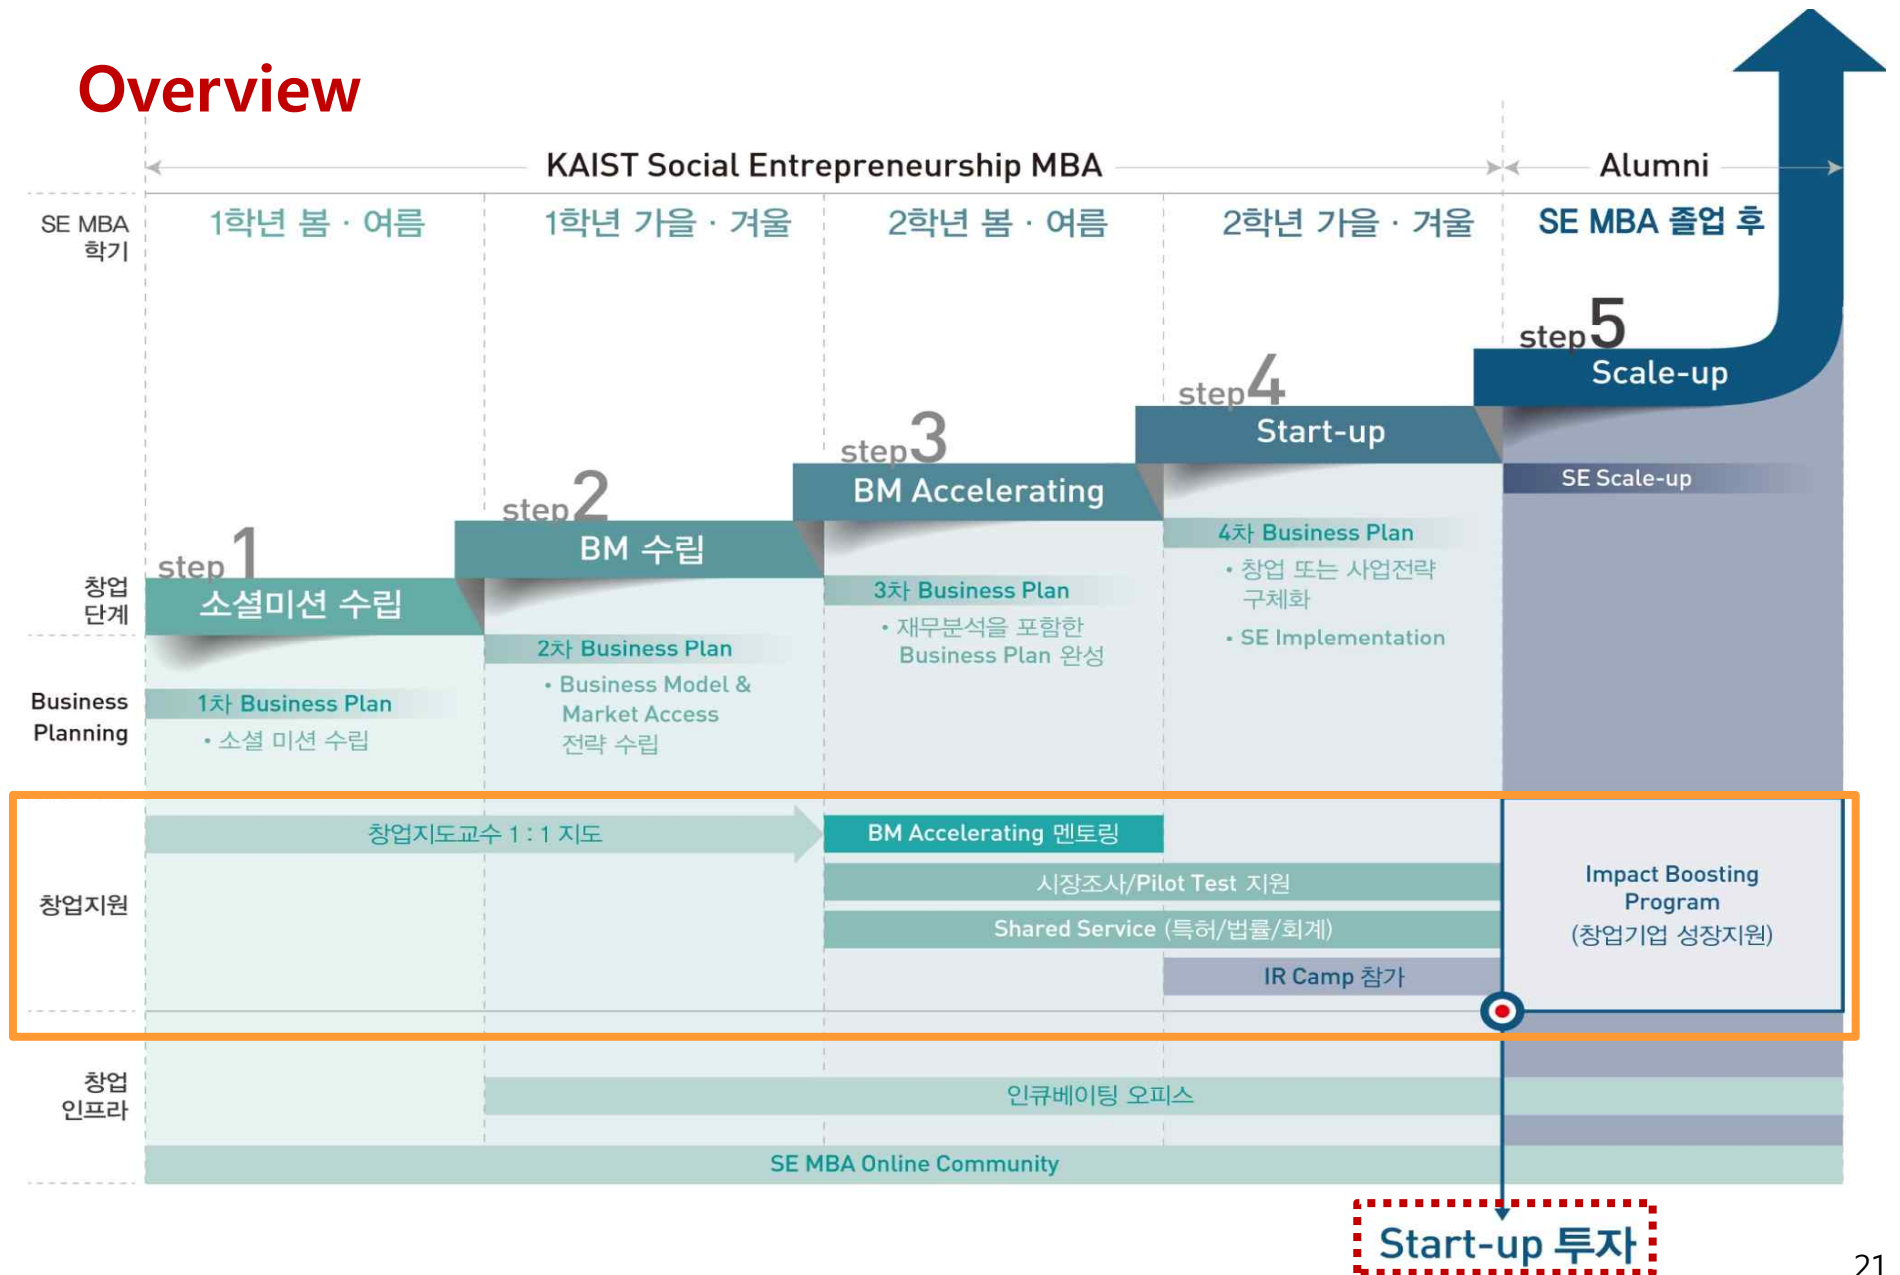 Overview
KAIST Social Entrepreneurship MBA
Alumni
SE MBA
학기
1학년 봄 · 여름
1학년 가을 · 겨울
2학년 봄 · 여름
2학년 가을 · 겨울
SE MBA 졸업 후
step 5
Scale-up
SE Scale-up
step 4
Start-up
4차 Business Plan
• 창업 또는 사업전략
구체화
• SE Implementation
step 3
BM Accelerating
3차 Business Plan
• 재무분석을 포함한
Business Plan 완성
step 2
BM 수립
2차 Business Plan
• Business Model &
Market Access
전략 수립
step 1
소셜미션 수립
1차 Business Plan
• 소셜 미션 수립
창업
단계
Business
Planning
창업지원
창업지도교수 1 : 1 지도
BM Accelerating 멘토링
시장조사/Pilot Test 지원
Shared Service (특허/법률/회계)
IR Camp 참가
Impact Boosting
Program
(창업기업 성장지원)
창업
인프라
인큐베이팅 오피스
SE MBA Online Community
Start-up 투자
21